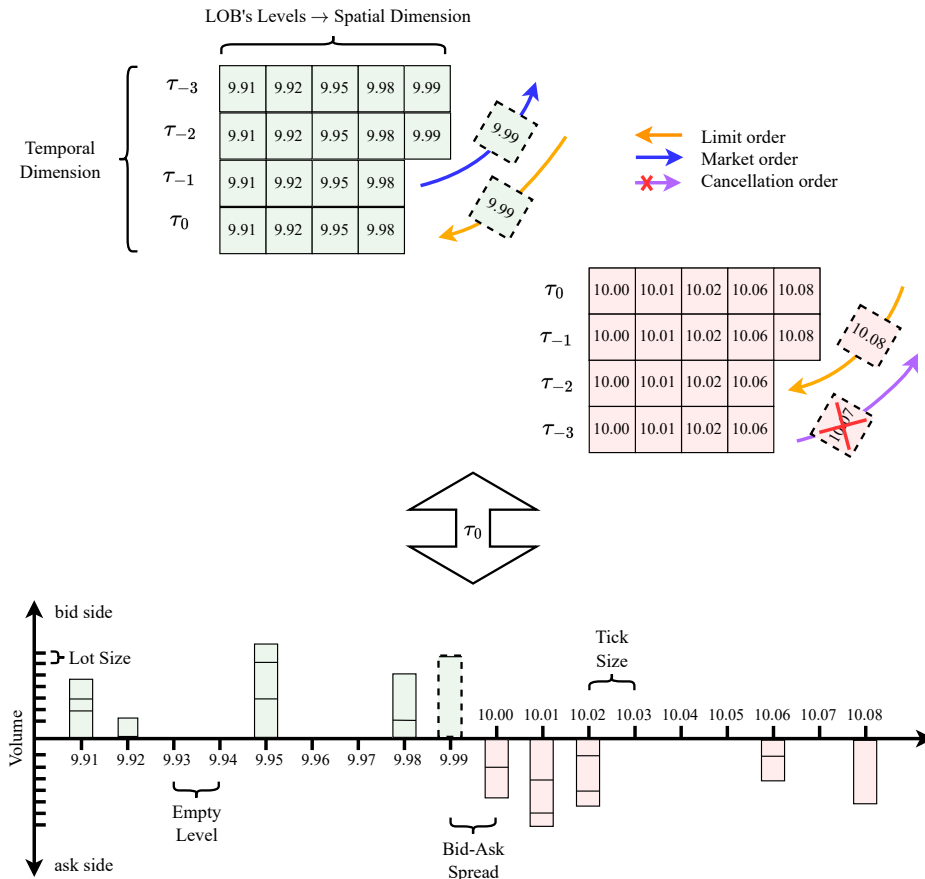 LOB's Levels → Spatial Dimension
Temporal
Dimension
τ₋₃ 9.91 9.92 9.95 9.98 9.99
τ₋₂ 9.91 9.92 9.95 9.98 9.99
τ₋₁ 9.91 9.92 9.95 9.98
τ₀ 9.91 9.92 9.95 9.98
9.99
9.99
Limit order
Market order
Cancellation order
τ₀ 10.00 10.01 10.02 10.06 10.08
τ₋₁ 10.00 10.01 10.02 10.06 10.08
τ₋₂ 10.00 10.01 10.02 10.06
τ₋₃ 10.00 10.01 10.02 10.06
10.08
10.07
τ₀
bid side
Lot Size
Volume
ask side
Tick
Size
10.00 10.01 10.02 10.03 10.04 10.05 10.06 10.07 10.08
9.91 9.92 9.93 9.94 9.95 9.96 9.97 9.98 9.99
Empty
Level
Bid-Ask
Spread